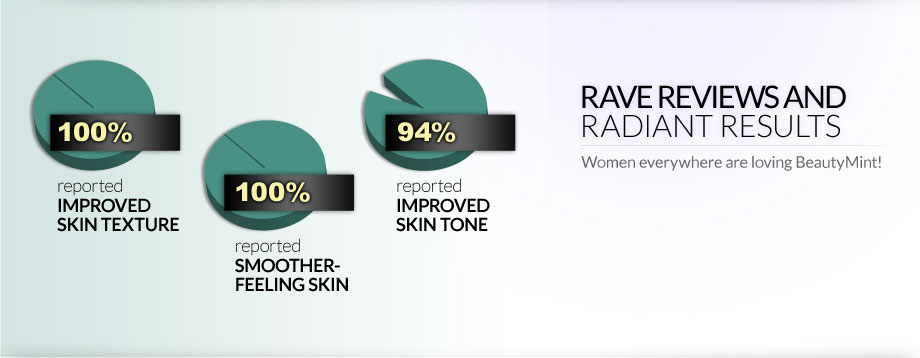 100%
reported
IMPROVED
SKIN TEXTURE
100%
reported
SMOOTHER-
FEELING SKIN
94%
reported
IMPROVED
SKIN TONE
RAVE REVIEWS AND
RADIANT RESULTS
Women everywhere are loving BeautyMint!